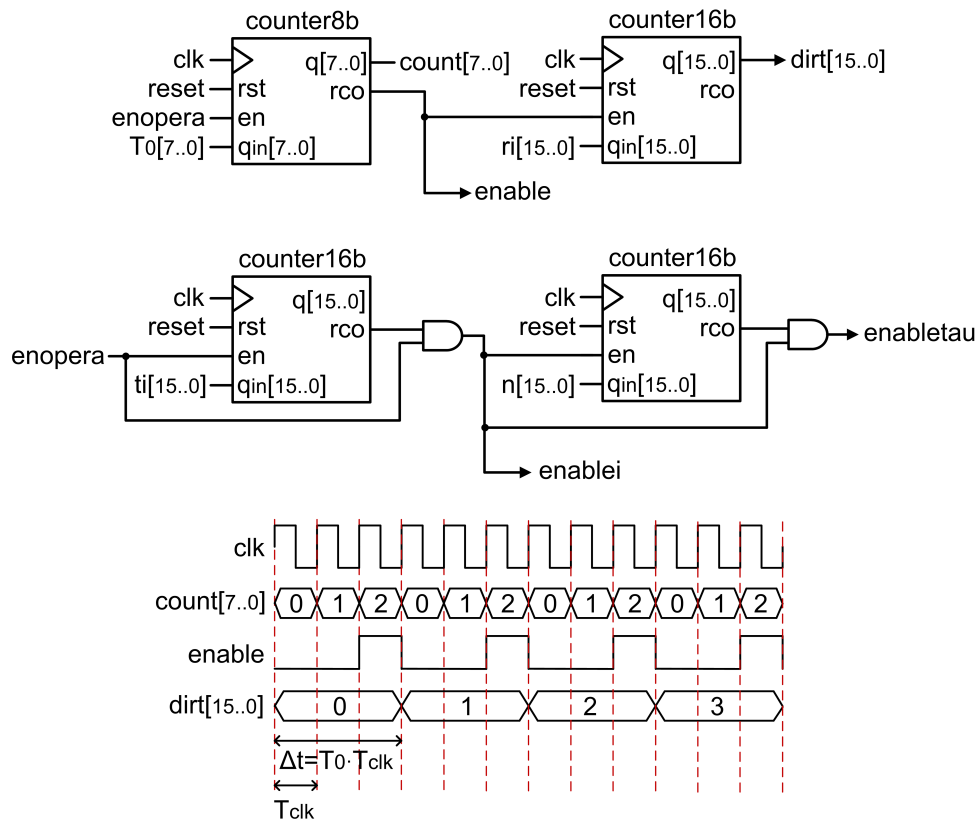 counter8b
clk
reset
enopera
T0[7..0]
q[7..0]
rst
rco
en
qin[7..0]
count[7..0]
enable
counter16b
clk
reset
ri[15..0]
q[15..0]
rst
rco
en
qin[15..0]
dirt[15..0]
counter16b
clk
reset
enopera
ti[15..0]
q[15..0]
rst
rco
en
qin[15..0]
enablei
counter16b
clk
reset
n[15..0]
q[15..0]
rst
rco
en
qin[15..0]
enabletau
clk
count[7..0] 0 1 2 0 1 2 0 1 2 0 1 2
enable
dirt[15..0] 0 1 2 3
Δt=T0·Tclk
Tclk